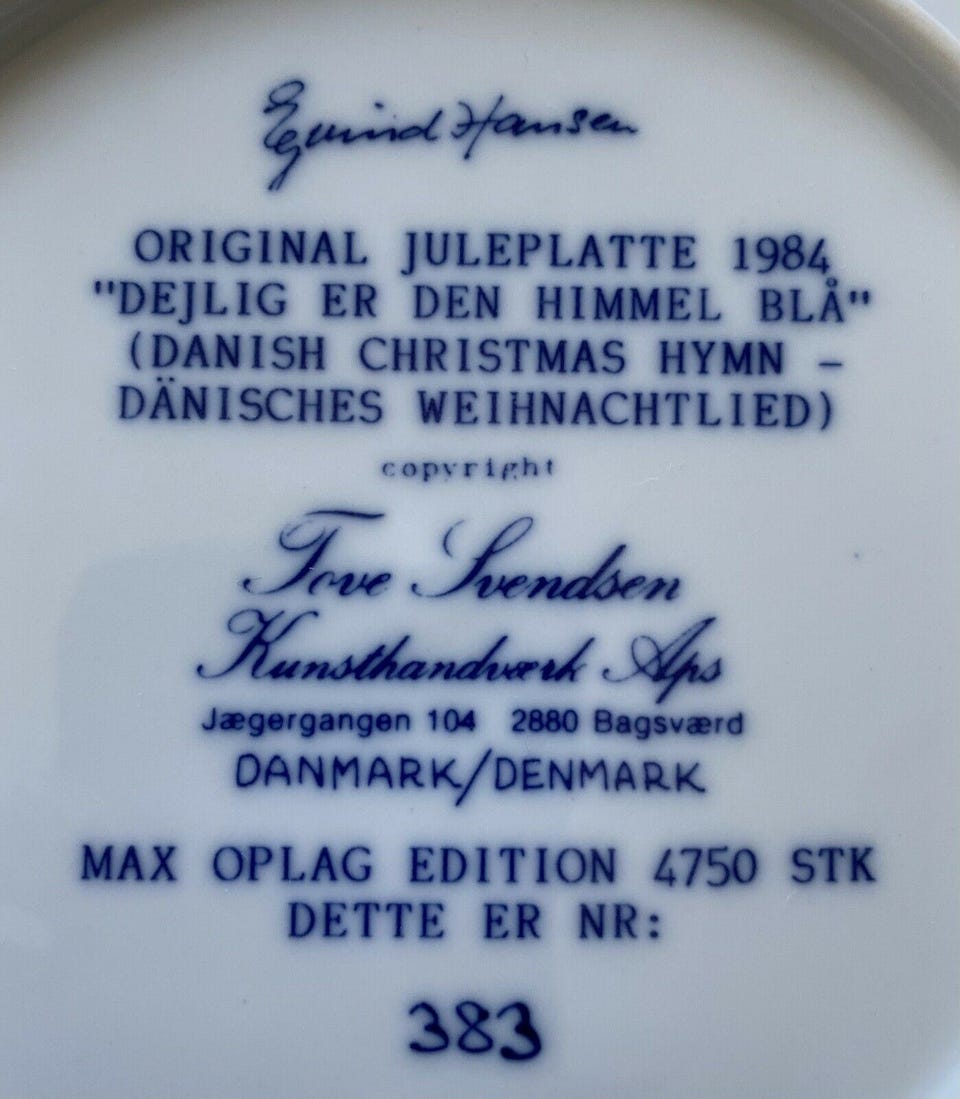 Egvind Hansen
ORIGINAL JULEPLATTE 1984
"DEJLIG ER DEN HIMMEL BLÅ"
(DANISH CHRISTMAS HYMN –
DÄNISCHES WEIHNACHTLIED)
copyright
Tove Svendsen
Kunsthandværk Aps
Jægergangen 104 2880 Bagsværd
DANMARK/DENMARK
MAX OPLAG EDITION 4750 STK
DETTE ER NR:
383